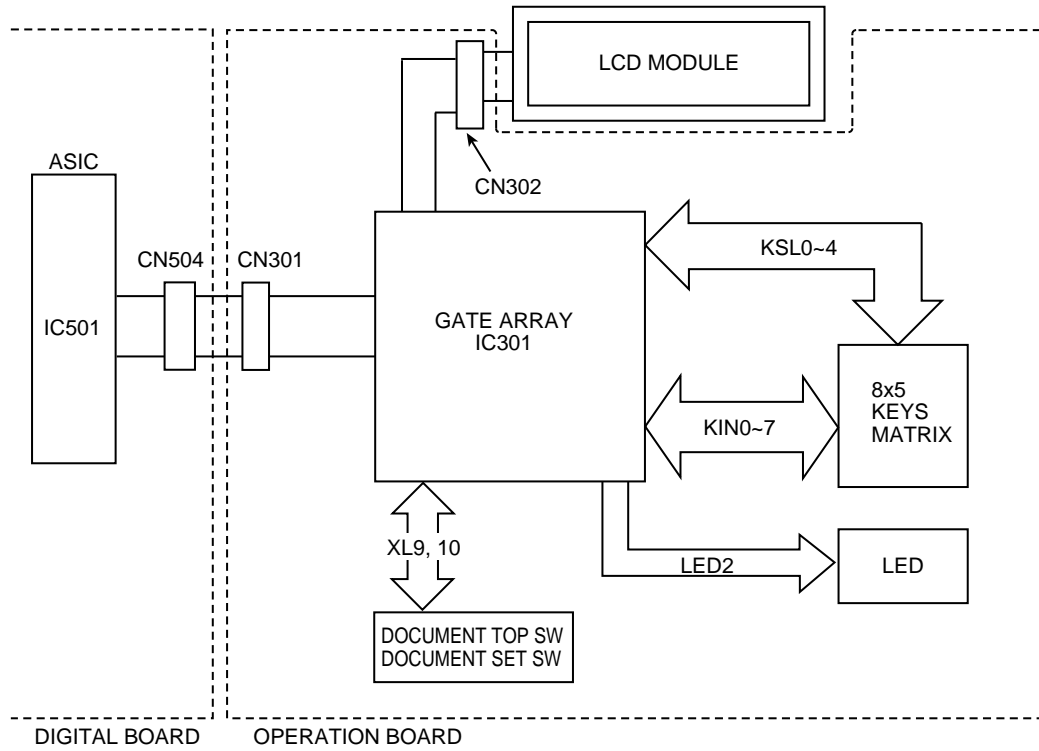 LCD MODULE
ASIC
CN302
CN504
CN301
KSL0~4
IC501
GATE ARRAY
IC301
8x5
KEYS
MATRIX
KIN0~7
XL9, 10
LED2
LED
DOCUMENT TOP SW
DOCUMENT SET SW
DIGITAL BOARD
OPERATION BOARD